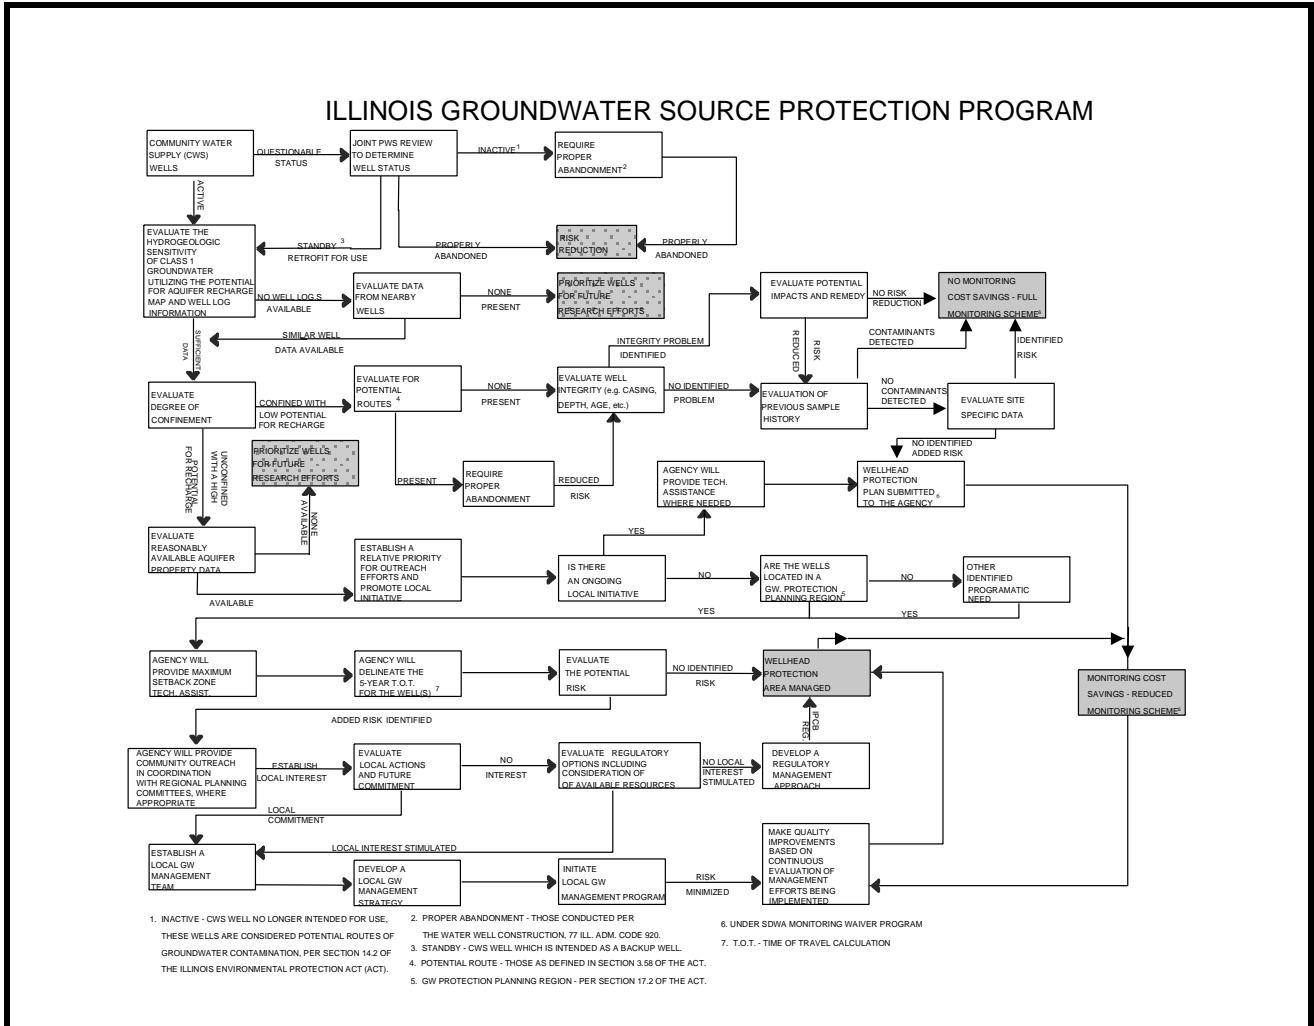 ILLINOIS GROUNDWATER SOURCE PROTECTION PROGRAM
COMMUNITY WATER
SUPPLY (CWS)
WELLS
QUESTIONABLE
STATUS
JOINT PWS REVIEW
TO DETERMINE
WELL STATUS
INACTIVE1
REQUIRE
PROPER
ABANDONMENT2
ACTIVE
EVALUATE THE
HYDROGEOLOGIC
SENSITIVITY
OF CLASS 1
GROUNDWATER
UTILIZING THE POTENTIAL
FOR AQUIFER RECHARGE
MAP AND WELL LOG
INFORMATION
STANDBY 3
RETROFIT FOR USE
PROPERLY
ABANDONED
RISK
REDUCTION
PROPERLY
ABANDONED
NO WELL LOG S
AVAILABLE
EVALUATE DATA
FROM NEARBY
WELLS
NONE
PRESENT
PRIORITIZE WELLS
FOR FUTURE
RESEARCH EFFORTS
EVALUATE POTENTIAL
IMPACTS AND REMEDY
NO RISK
REDUCTION
NO MONITORING
COST SAVINGS - FULL
MONITORING SCHEME6
SUFFICIENT
DATA
SIMILAR WELL
DATA AVAILABLE
INTEGRITY PROBLEM
IDENTIFIED
RISK
REDUCED
CONTAMINANTS
DETECTED
IDENTIFIED
RISK
EVALUATE
DEGREE OF
CONFINEMENT
CONFINED WITH
LOW POTENTIAL
FOR RECHARGE
EVALUATE FOR
POTENTIAL
ROUTES 4
NONE
PRESENT
EVALUATE WELL
INTEGRITY (e.g. CASING,
DEPTH, AGE, etc.)
NO IDENTIFIED
PROBLEM
EVALUATION OF
PREVIOUS SAMPLE
HISTORY
NO
CONTAMINANTS
DETECTED
EVALUATE SITE
SPECIFIC DATA
NO IDENTIFIED
ADDED RISK
UNCONFINED
WITH A HIGH
POTENTIAL
FOR RECHARGE
PRIORITIZE WELLS
FOR FUTURE
RESEARCH EFFORTS
PRESENT
REQUIRE
PROPER
ABANDONMENT
REDUCED
RISK
AGENCY WILL
PROVIDE TECH.
ASSISTANCE
WHERE NEEDED
WELLHEAD
PROTECTION
PLAN SUBMITTED 6
TO THE AGENCY
EVALUATE
REASONABLY
AVAILABLE AQUIFER
PROPERTY DATA
NONE
AVAILABLE
AVAILABLE
ESTABLISH A
RELATIVE PRIORITY
FOR OUTREACH
EFFORTS AND
PROMOTE LOCAL
INITIATIVE
YES
IS THERE
AN ONGOING
LOCAL INITIATIVE
NO
ARE THE WELLS
LOCATED IN A
GW. PROTECTION
PLANNING REGION5
NO
OTHER
IDENTIFIED
PROGRAMATIC
NEED
YES
YES
AGENCY WILL
PROVIDE MAXIMUM
SETBACK ZONE
TECH. ASSIST.
AGENCY WILL
DELINEATE THE
5-YEAR T.O.T.
FOR THE WELL(S) 7
EVALUATE
THE POTENTIAL
RISK
NO IDENTIFIED
RISK
WELLHEAD
PROTECTION
AREA MANAGED
MONITORING COST
SAVINGS - REDUCED
MONITORING SCHEME6
ADDED RISK IDENTIFIED
IPCB
REG.
AGENCY WILL PROVIDE
COMMUNITY OUTREACH
IN COORDINATION
WITH REGIONAL PLANNING
COMMITTEES, WHERE
APPROPRIATE
ESTABLISH
LOCAL INTEREST
EVALUATE
LOCAL ACTIONS
AND FUTURE
COMMITMENT
NO
INTEREST
EVALUATE REGULATORY
OPTIONS INCLUDING
CONSIDERATION OF
OF AVAILABLE RESOURCES
NO LOCAL
INTEREST
STIMULATED
DEVELOP A
REGULATORY
MANAGEMENT
APPROACH
LOCAL
COMMITMENT
LOCAL INTEREST STIMULATED
ESTABLISH A
LOCAL GW
MANAGEMENT
TEAM
DEVELOP A
LOCAL GW
MANAGEMENT
STRATEGY
INITIATE
LOCAL GW
MANAGEMENT PROGRAM
RISK
MINIMIZED
MAKE QUALITY
IMPROVEMENTS
BASED ON
CONTINUOUS
EVALUATION OF
MANAGEMENT
EFFORTS BEING
IMPLEMENTED
1. INACTIVE - CWS WELL NO LONGER INTENDED FOR USE,
THESE WELLS ARE CONSIDERED POTENTIAL ROUTES OF
GROUNDWATER CONTAMINATION, PER SECTION 14.2 OF
THE ILLINOIS ENVIRONMENTAL PROTECTION ACT (ACT).
2. PROPER ABANDONMENT - THOSE CONDUCTED PER
THE WATER WELL CONSTRUCTION, 77 ILL. ADM. CODE 920.
3. STANDBY - CWS WELL WHICH IS INTENDED AS A BACKUP WELL.
4. POTENTIAL ROUTE - THOSE AS DEFINED IN SECTION 3.58 OF THE ACT.
5. GW PROTECTION PLANNING REGION - PER SECTION 17.2 OF THE ACT.
6. UNDER SDWA MONITORING WAIVER PROGRAM
7. T.O.T. - TIME OF TRAVEL CALCULATION